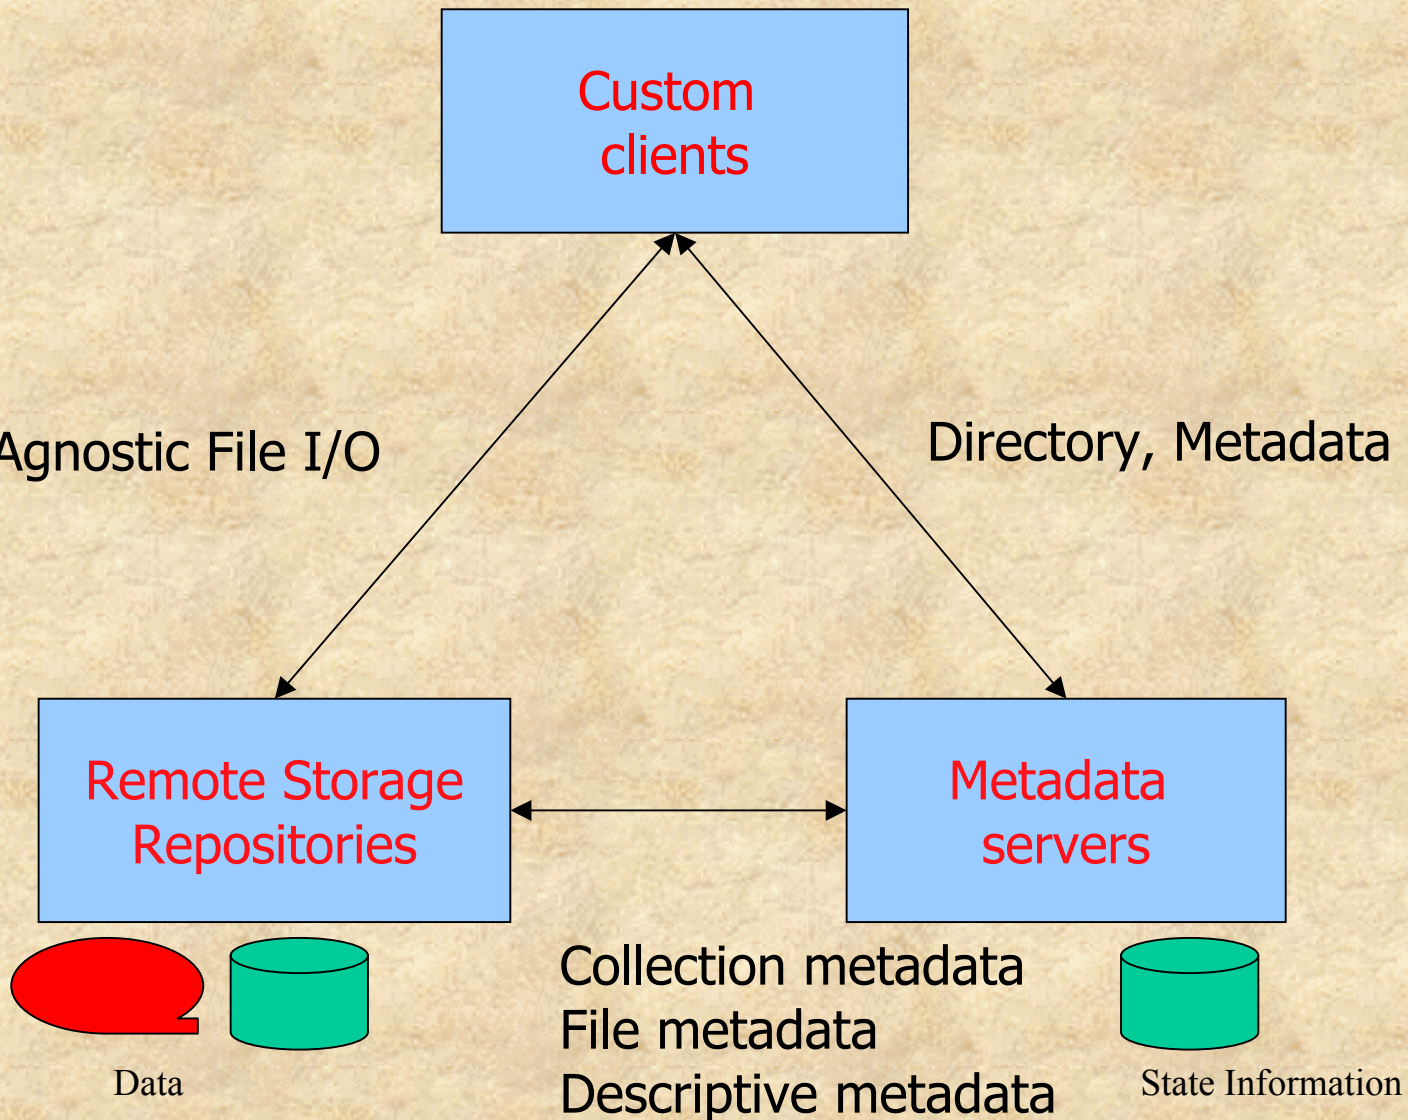 Custom
clients
Agnostic File I/O
Directory, Metadata
Remote Storage
Repositories
Metadata
servers
Collection metadata
File metadata
Descriptive metadata
Data
State Information